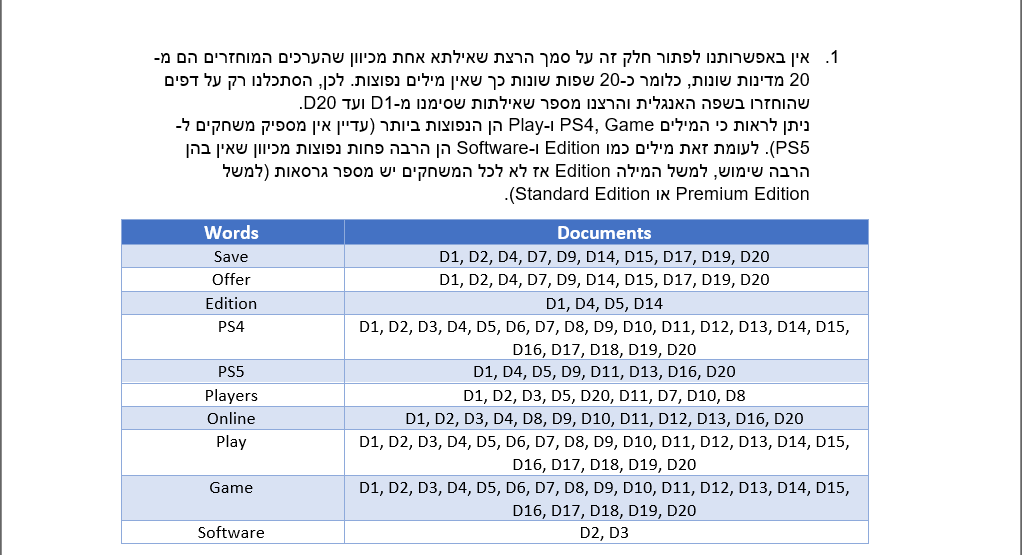 1. אין באפשרותנו לפתור חלק זה על סמך הרצת שאילתא אחת מכיוון שהערכים המוחזרים הם מ-
20 מדינות שונות, כלומר כ-20 שפות שונות כך שאין מילים נפוצות. לכן, הסתכלנו רק על דפים
שהוחזרו בשפה האנגלית והרצנו מספר שאילתות שסימנו מ-D1 ועד D20.
ניתן לראות כי המילים PS4, Game ו-Play הן הנפוצות ביותר (עדיין אין מספיק משחקים ל-
PS5). לעומת זאת מילים כמו Edition ו-Software הן הרבה פחות נפוצות מכיוון שאין בהן
הרבה שימוש, למשל המילה Edition אז לא לכל המשחקים יש מספר גרסאות (למשל
Premium Edition או Standard Edition).
Words Documents
Save D1, D2, D4, D7, D9, D14, D15, D17, D19, D20
Offer D1, D2, D4, D7, D9, D14, D15, D17, D19, D20
Edition D1, D4, D5, D14
PS4 D1, D2, D3, D4, D5, D6, D7, D8, D9, D10, D11, D12, D13, D14, D15,
D16, D17, D18, D19, D20
PS5 D1, D4, D5, D9, D11, D13, D16, D20
Players D1, D2, D3, D5, D20, D11, D7, D10, D8
Online D1, D2, D3, D4, D8, D9, D10, D11, D12, D13, D16, D20
Play D1, D2, D3, D4, D5, D6, D7, D8, D9, D10, D11, D12, D13, D14, D15,
D16, D17, D18, D19, D20
Game D1, D2, D3, D4, D5, D6, D7, D8, D9, D10, D11, D12, D13, D14, D15,
D16, D17, D18, D19, D20
Software D2, D3